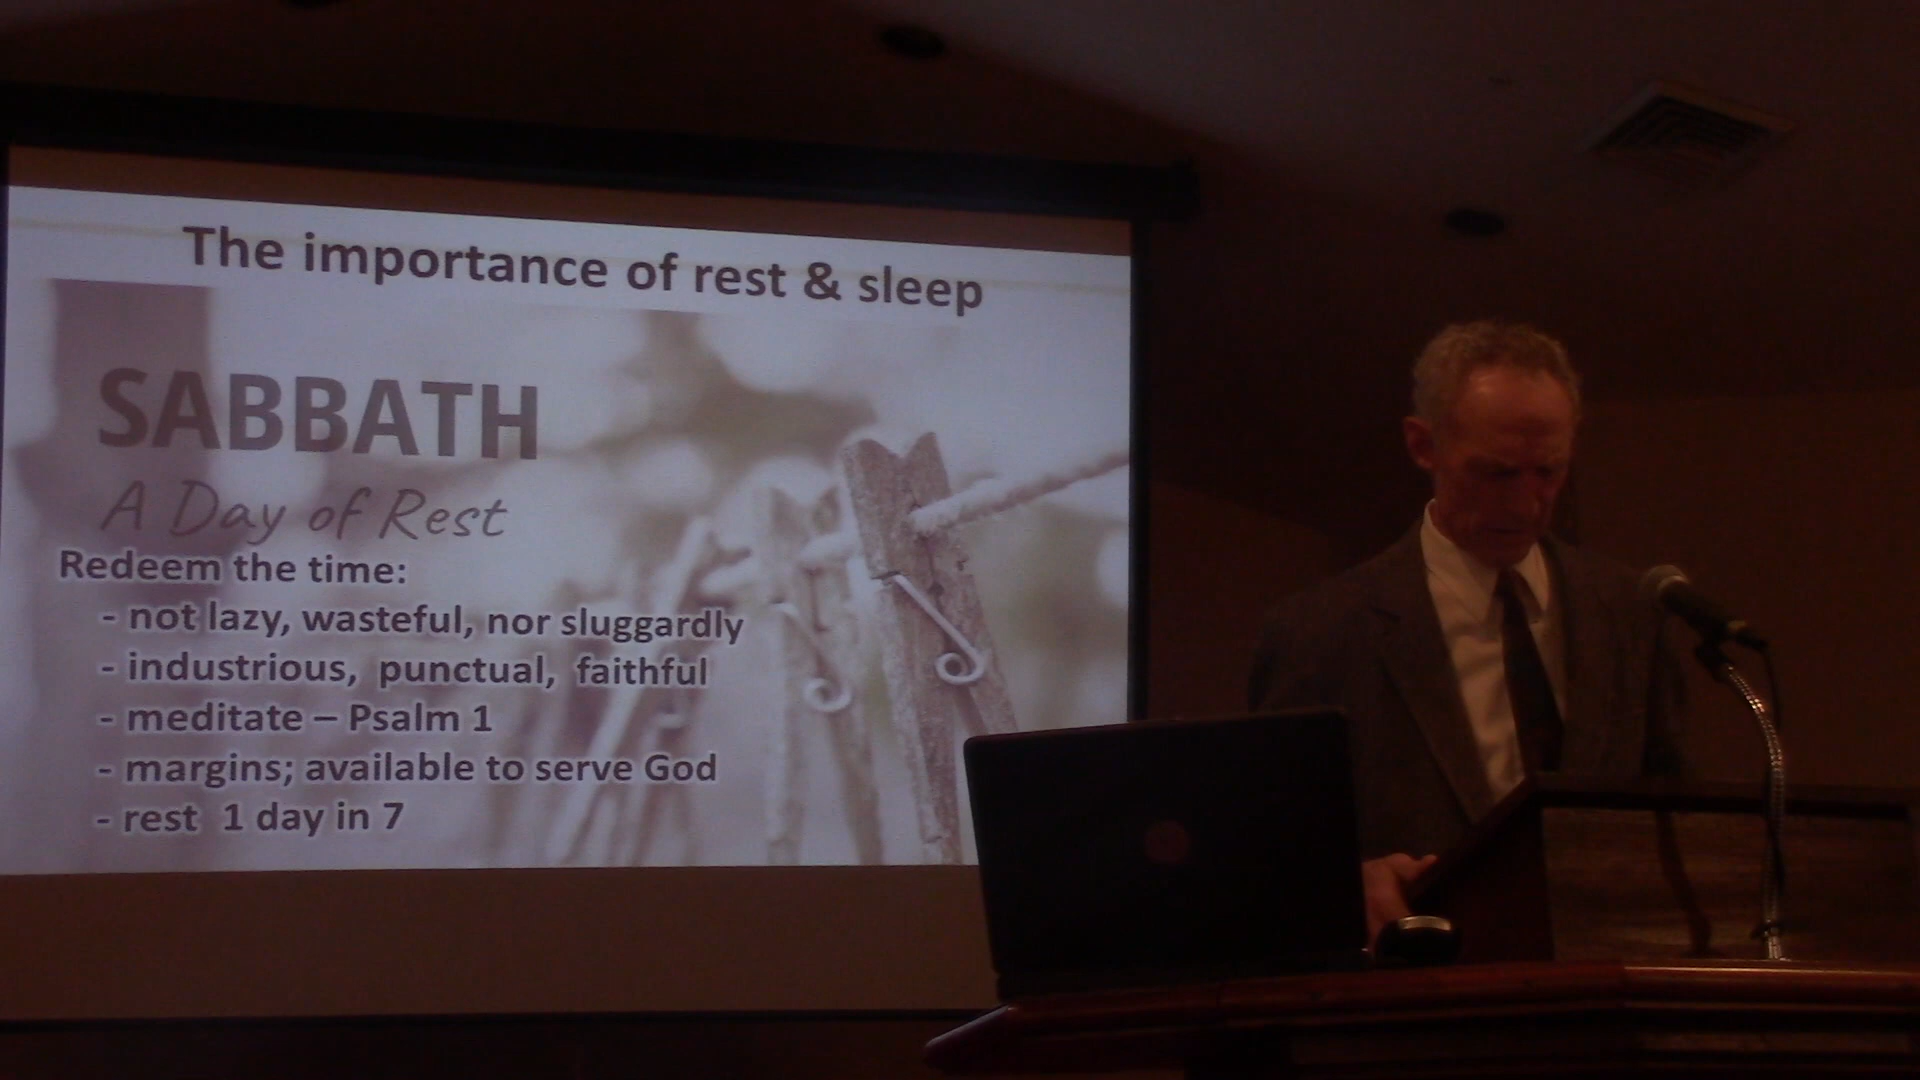 The importance of rest & sleep
SABBATH
A Day of Rest
Redeem the time:
- not lazy, wasteful, nor sluggardly
- industrious, punctual, faithful
- meditate – Psalm 1
- margins; available to serve God
- rest 1 day in 7